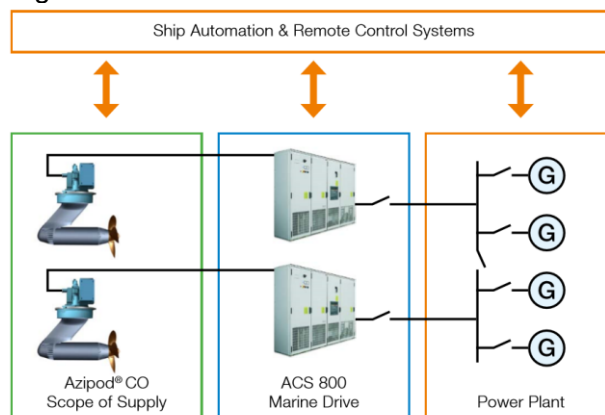 Ship Automation & Remote Control Systems
G
G
G
G
Azipod® CO
Scope of Supply
ACS 800
Marine Drive
Power Plant